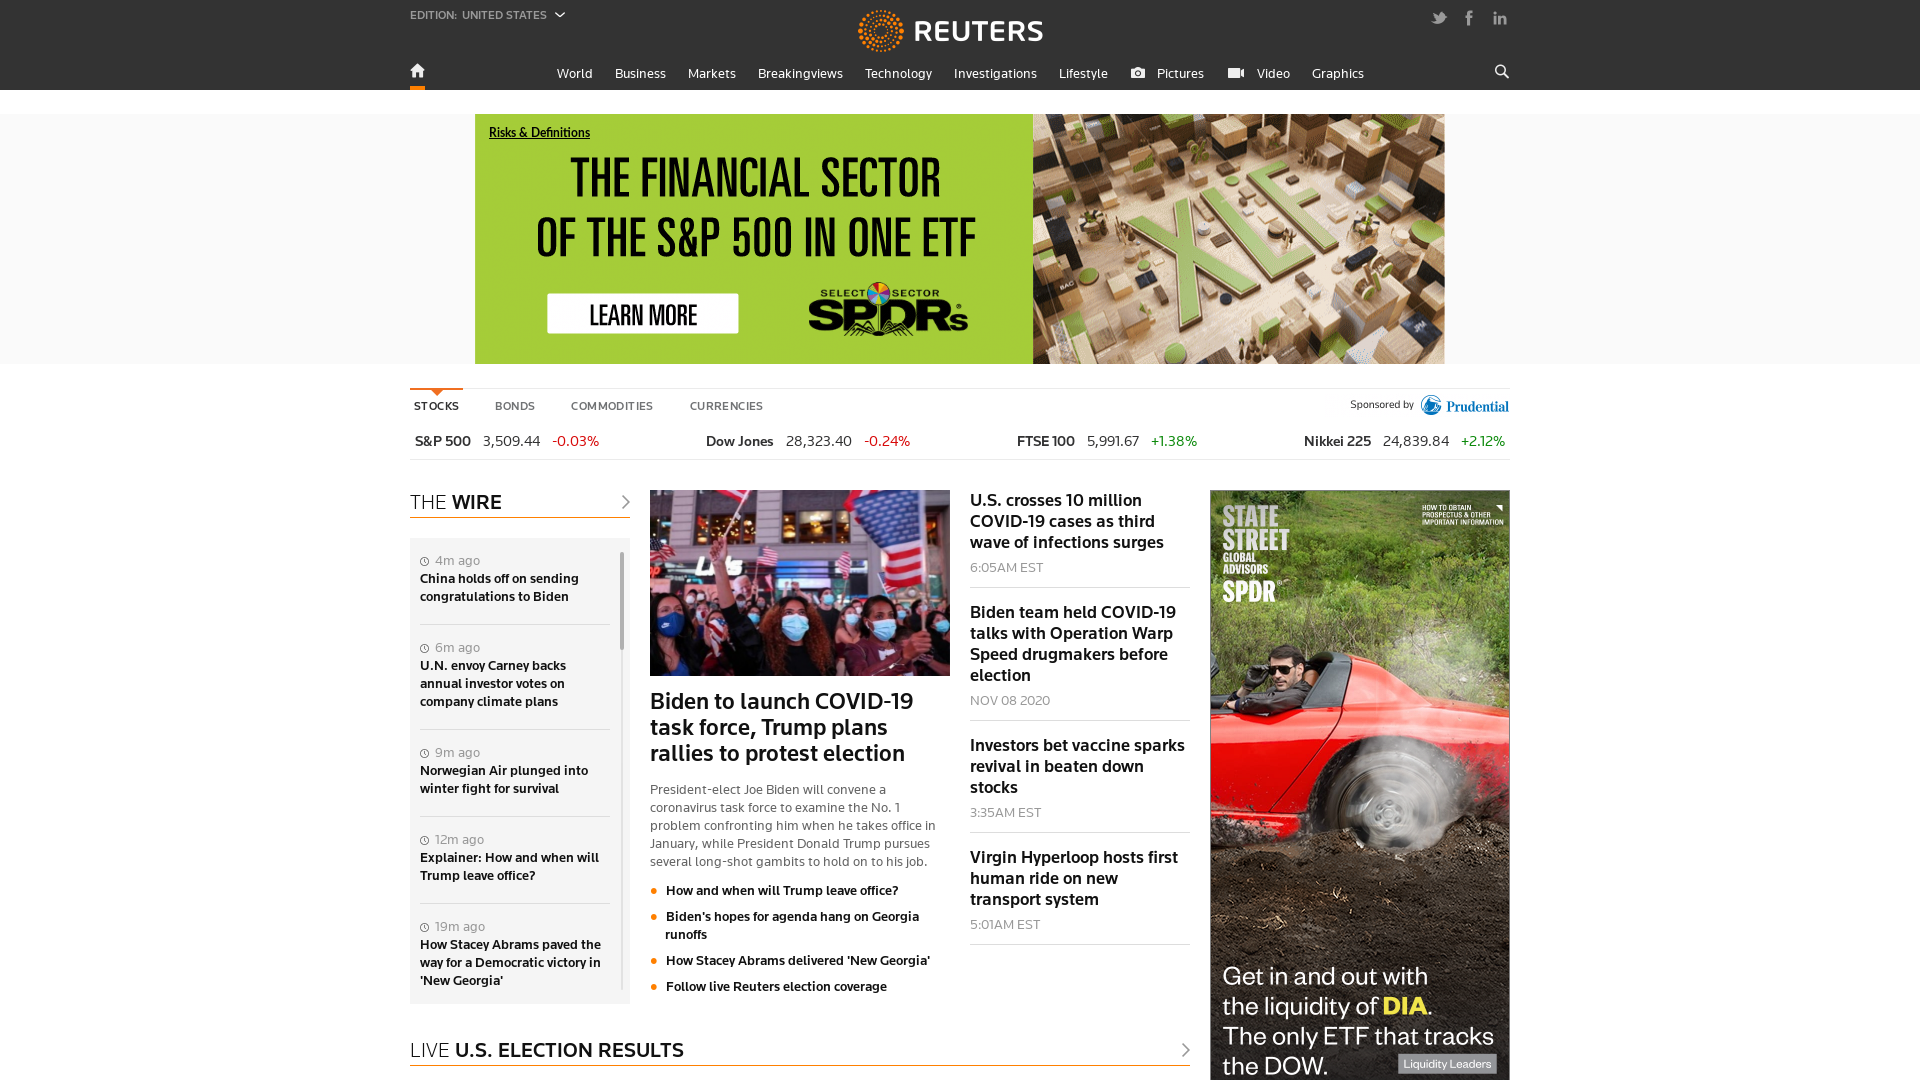 EDITION: UNITED STATES
REUTERS
World Business Markets Breakingviews Technology Investigations Lifestyle Pictures Video Graphics
Risks & Definitions
THE FINANCIAL SECTOR
OF THE S&P 500 IN ONE ETF
LEARN MORE
SELECT SECTOR
SPDRs
XLF
BAC
STOCKS BONDS COMMODITIES CURRENCIES
Sponsored by Prudential
S&P 500 3,509.44 -0.03% Dow Jones 28,323.40 -0.24% FTSE 100 5,991.67 +1.38% Nikkei 225 24,839.84 +2.12%
THE WIRE
4m ago
China holds off on sending
congratulations to Biden
6m ago
U.N. envoy Carney backs
annual investor votes on
company climate plans
9m ago
Norwegian Air plunged into
winter fight for survival
12m ago
Explainer: How and when will
Trump leave office?
19m ago
How Stacey Abrams paved the
way for a Democratic victory in
'New Georgia'
Biden to launch COVID-19
task force, Trump plans
rallies to protest election
President-elect Joe Biden will convene a
coronavirus task force to examine the No. 1
problem confronting him when he takes office in
January, while President Donald Trump pursues
several long-shot gambits to hold on to his job.
How and when will Trump leave office?
Biden's hopes for agenda hang on Georgia
runoffs
How Stacey Abrams delivered 'New Georgia'
Follow live Reuters election coverage
U.S. crosses 10 million
COVID-19 cases as third
wave of infections surges
6:05AM EST
Biden team held COVID-19
talks with Operation Warp
Speed drugmakers before
election
NOV 08 2020
Investors bet vaccine sparks
revival in beaten down
stocks
3:35AM EST
Virgin Hyperloop hosts first
human ride on new
transport system
5:01AM EST
STATE
STREET
GLOBAL
ADVISORS
SPDR®
HOW TO OBTAIN
PROSPECTUS & OTHER
IMPORTANT INFORMATION
Get in and out with
the liquidity of DIA.
The only ETF that tracks
the DOW.
Liquidity Leaders
LIVE U.S. ELECTION RESULTS